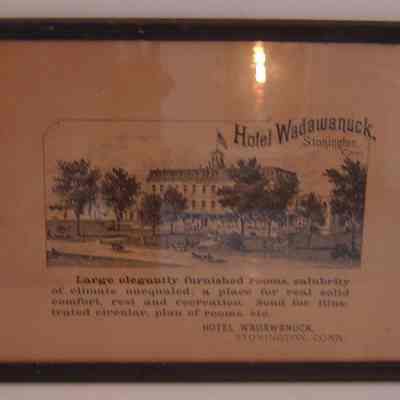 Hotel Wadawanuck,
Stonington,
Conn.
Large elegantly furnished rooms, salubrity
of climate unequaled; a place for real solid
comfort, rest and recreation. Send for illus-
trated circular, plan of rooms, etc.
HOTEL WADAWANUCK,
STONINGTON, CONN.